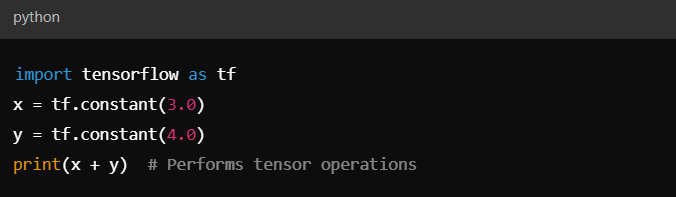 python
import tensorflow as tf
x = tf.constant(3.0)
y = tf.constant(4.0)
print(x + y)  # Performs tensor operations